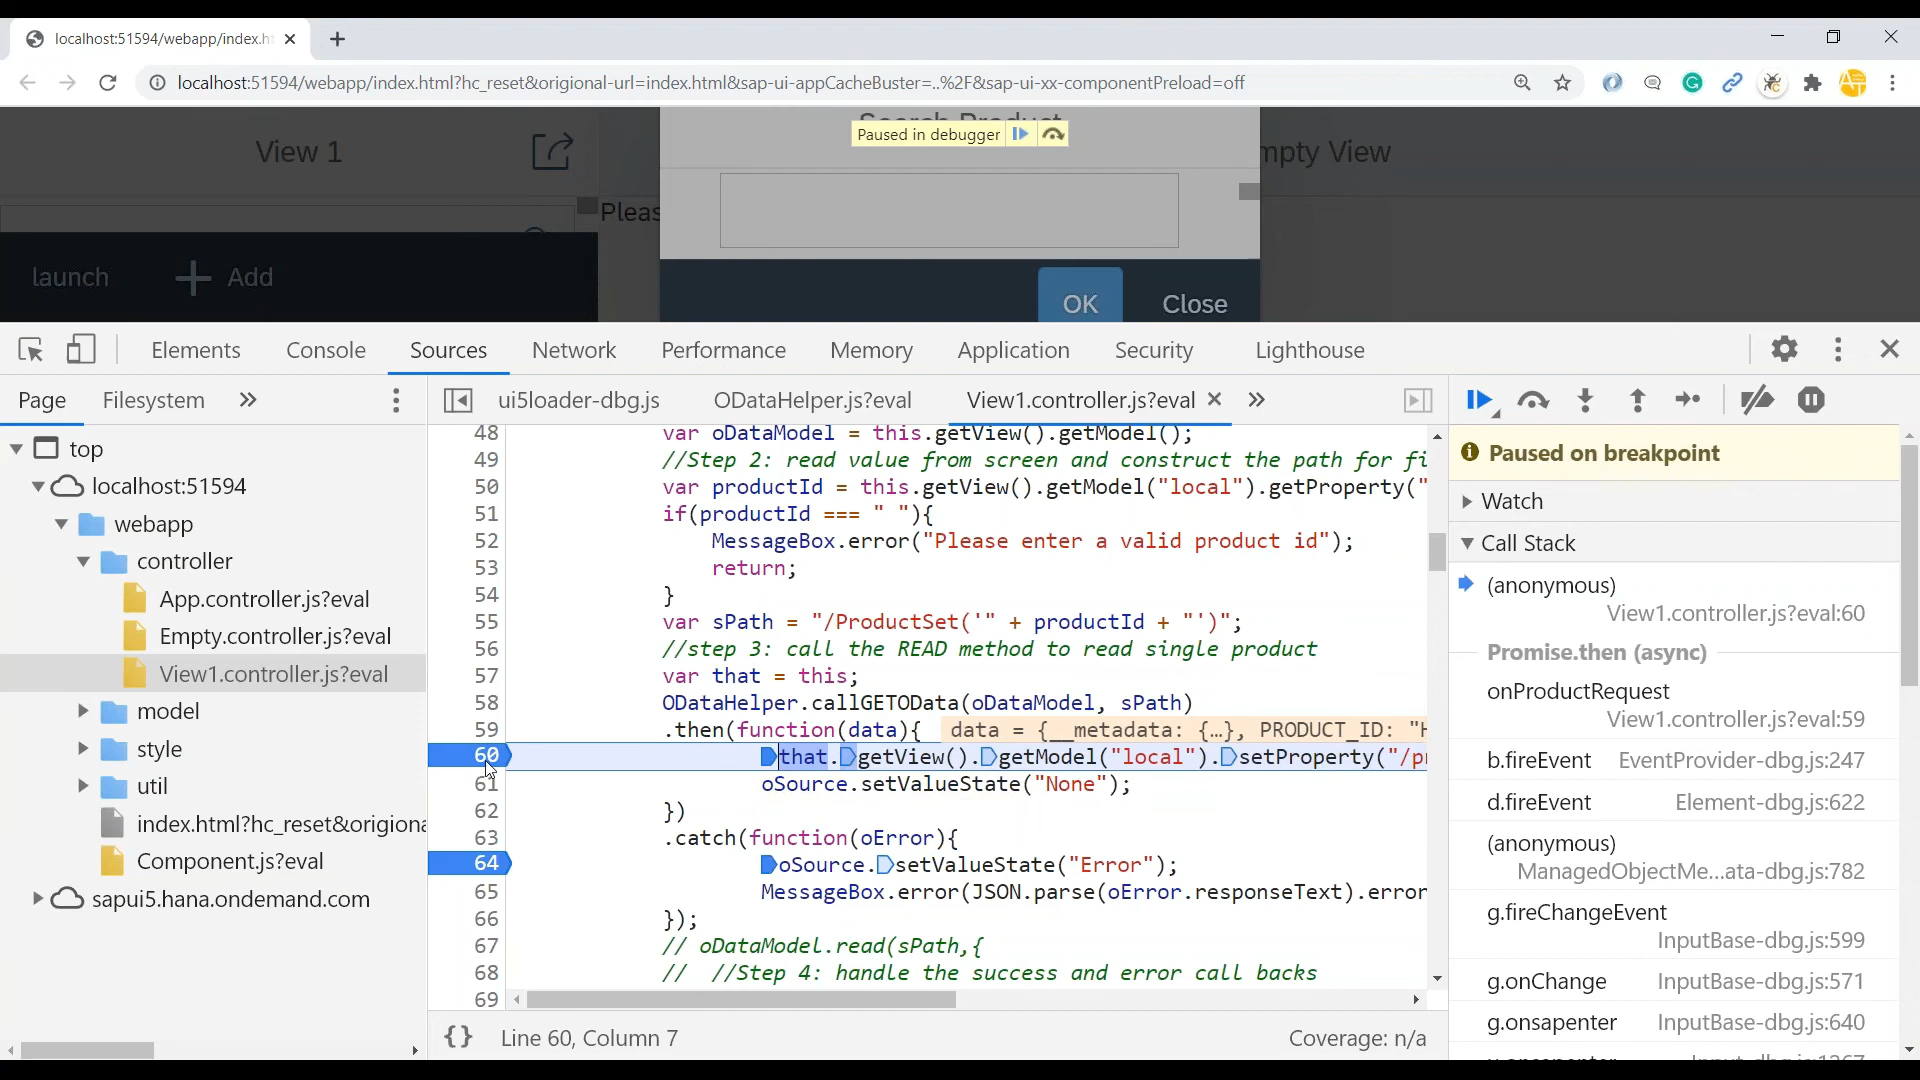 localhost:51594/webapp/index.h
localhost:51594/webapp/index.html?hc_reset&origional-url=index.html&sap-ui-appCacheBuster=..%2F&sap-ui-xx-componentPreload=off
View 1
Search Product
Paused in debugger
mpty View
Pleas
launch
Add
OK
Close
Elements
Console
Sources
Network
Performance
Memory
Application
Security
Lighthouse
Page
Filesystem
top
localhost:51594
webapp
controller
App.controller.js?eval
Empty.controller.js?eval
View1.controller.js?eval
model
style
util
index.html?hc_reset&origiona
Component.js?eval
sapui5.hana.ondemand.com
ui5loader-dbg.js
ODataHelper.js?eval
View1.controller.js?eval
48 var oDataModel = this.getView().getModel();
49 //Step 2: read value from screen and construct the path for fi
50 var productId = this.getView().getModel("local").getProperty("
51 if(productId === " "){
52 MessageBox.error("Please enter a valid product id");
53 return;
54 }
55 var sPath = "/ProductSet('" + productId + "')";
56 //step 3: call the READ method to read single product
57 var that = this;
58 ODataHelper.callGETOData(oDataModel, sPath)
59 .then(function(data){ data = {__metadata: {…}, PRODUCT_ID: "H
60 that.getView().getModel("local").setProperty("/pr
61 oSource.setValueState("None");
62 })
63 .catch(function(oError){
64 oSource.setValueState("Error");
65 MessageBox.error(JSON.parse(oError.responseText).error
66 });
67 // oDataModel.read(sPath,{
68 // //Step 4: handle the success and error call backs
69
{} Line 60, Column 7
Coverage: n/a
Paused on breakpoint
Watch
Call Stack
(anonymous)
View1.controller.js?eval:60
Promise.then (async)
onProductRequest
View1.controller.js?eval:59
b.fireEvent EventProvider-dbg.js:247
d.fireEvent Element-dbg.js:622
(anonymous)
ManagedObjectMe…ata-dbg.js:782
g.fireChangeEvent
InputBase-dbg.js:599
g.onChange InputBase-dbg.js:571
g.onsapenter InputBase-dbg.js:640